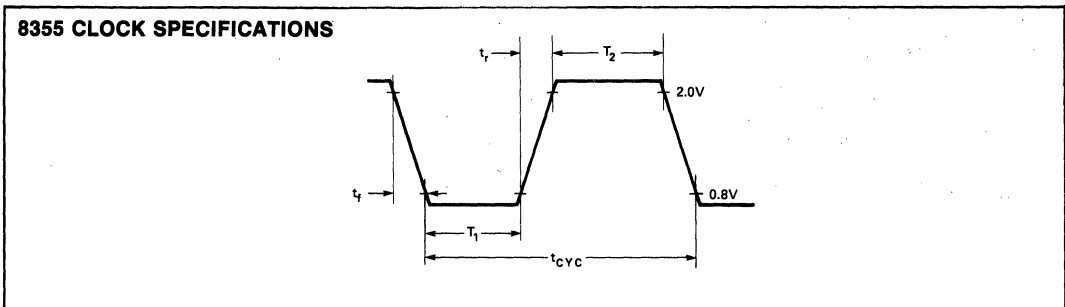 8355 CLOCK SPECIFICATIONS
tr
T2
2.0V
tf
0.8V
T1
tCYC